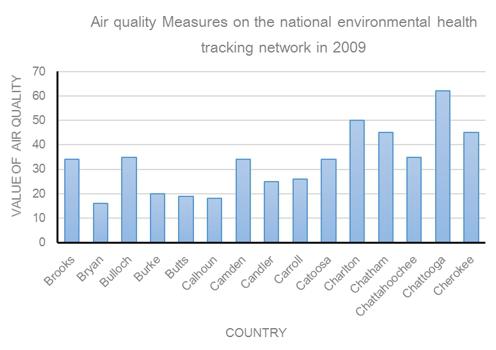 Air quality Measures on the national environmental health
tracking network in 2009
VALUE OF AIR QUALITY
70
60
50
40
30
20
10
0
Brooks
Bryan
Bulloch
Burke
Butts
Calhoun
Camden
Candler
Carroll
Catoosa
Charlton
Chatham
Chattahoochee
Chattooga
Cherokee
COUNTRY